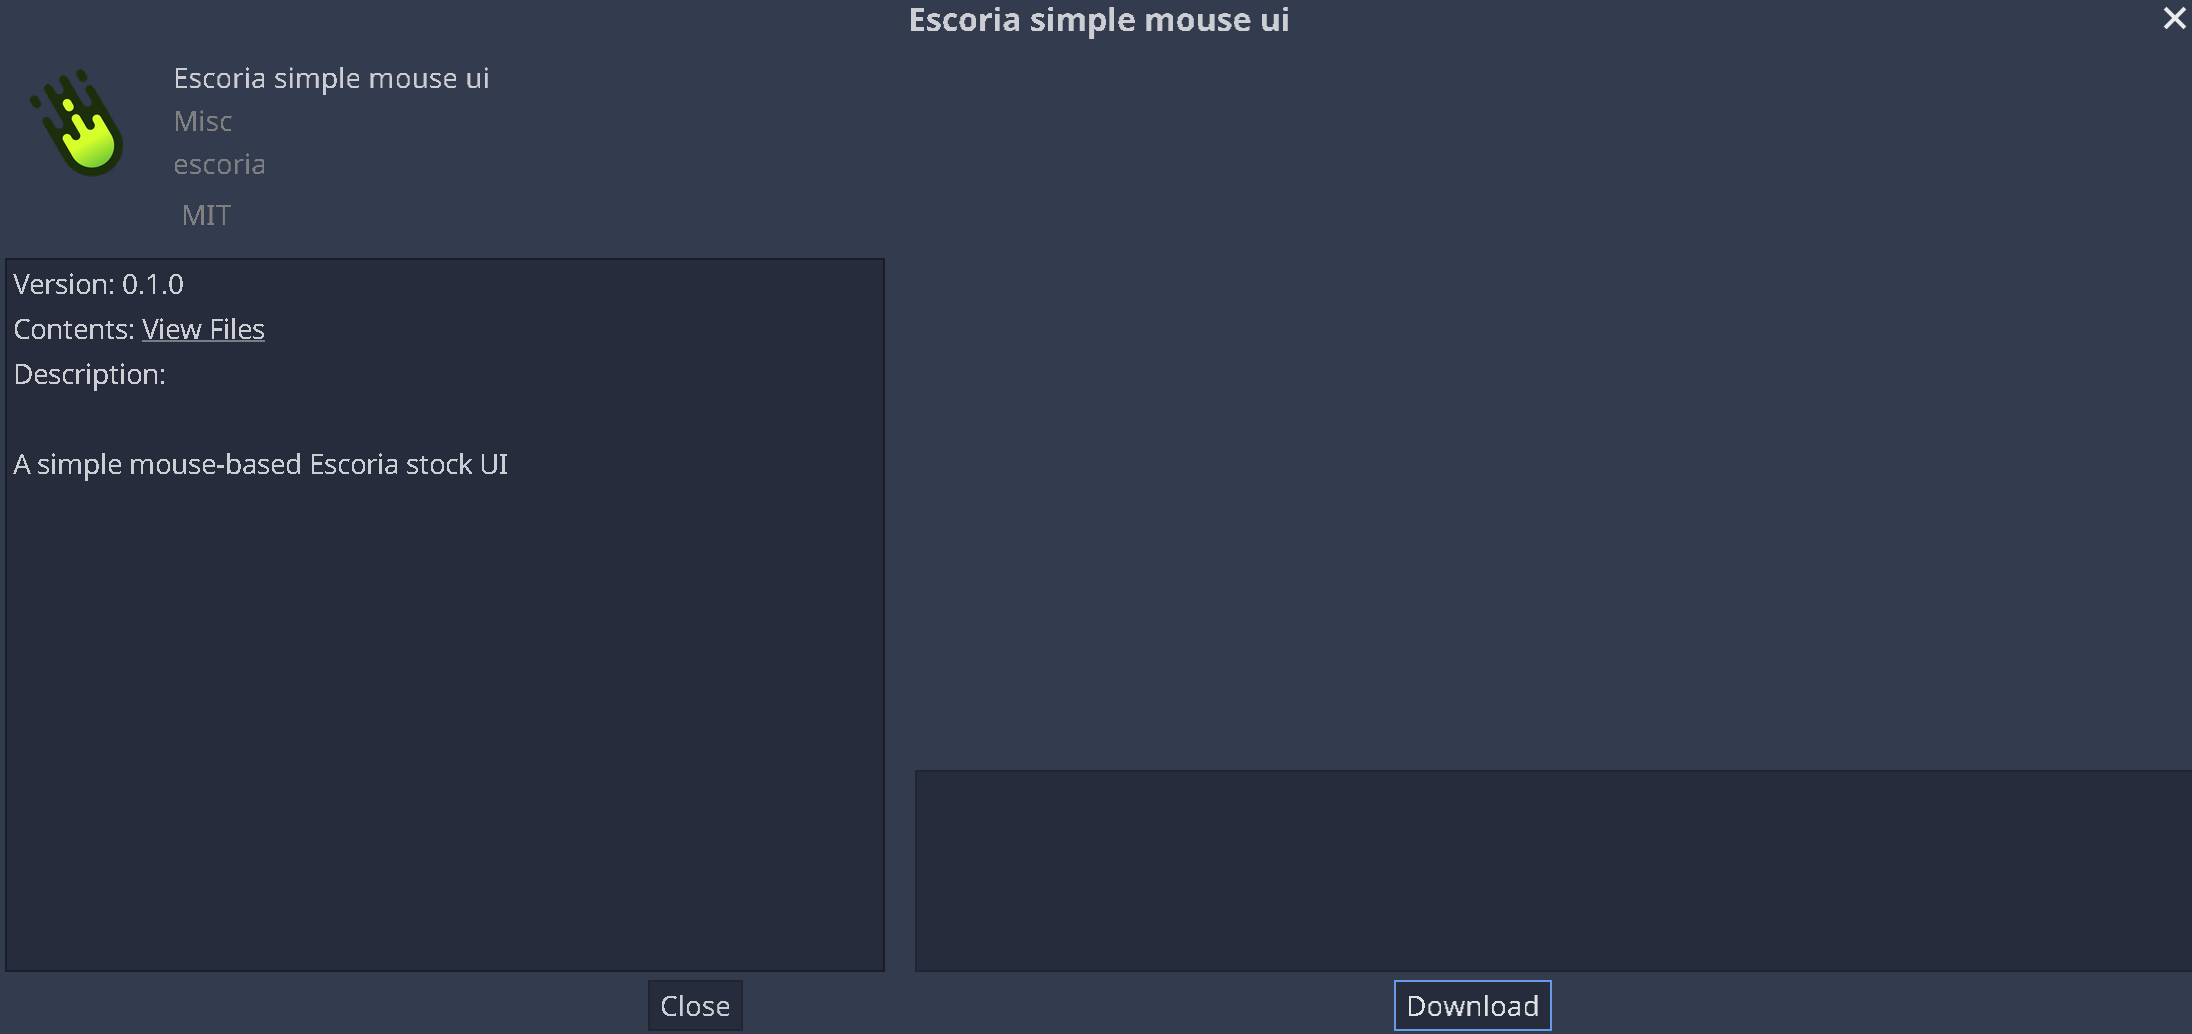 Escoria simple mouse ui
Escoria simple mouse ui
Misc
escoria
MIT
Version: 0.1.0
Contents: View Files
Description:
A simple mouse-based Escoria stock UI
Close
Download